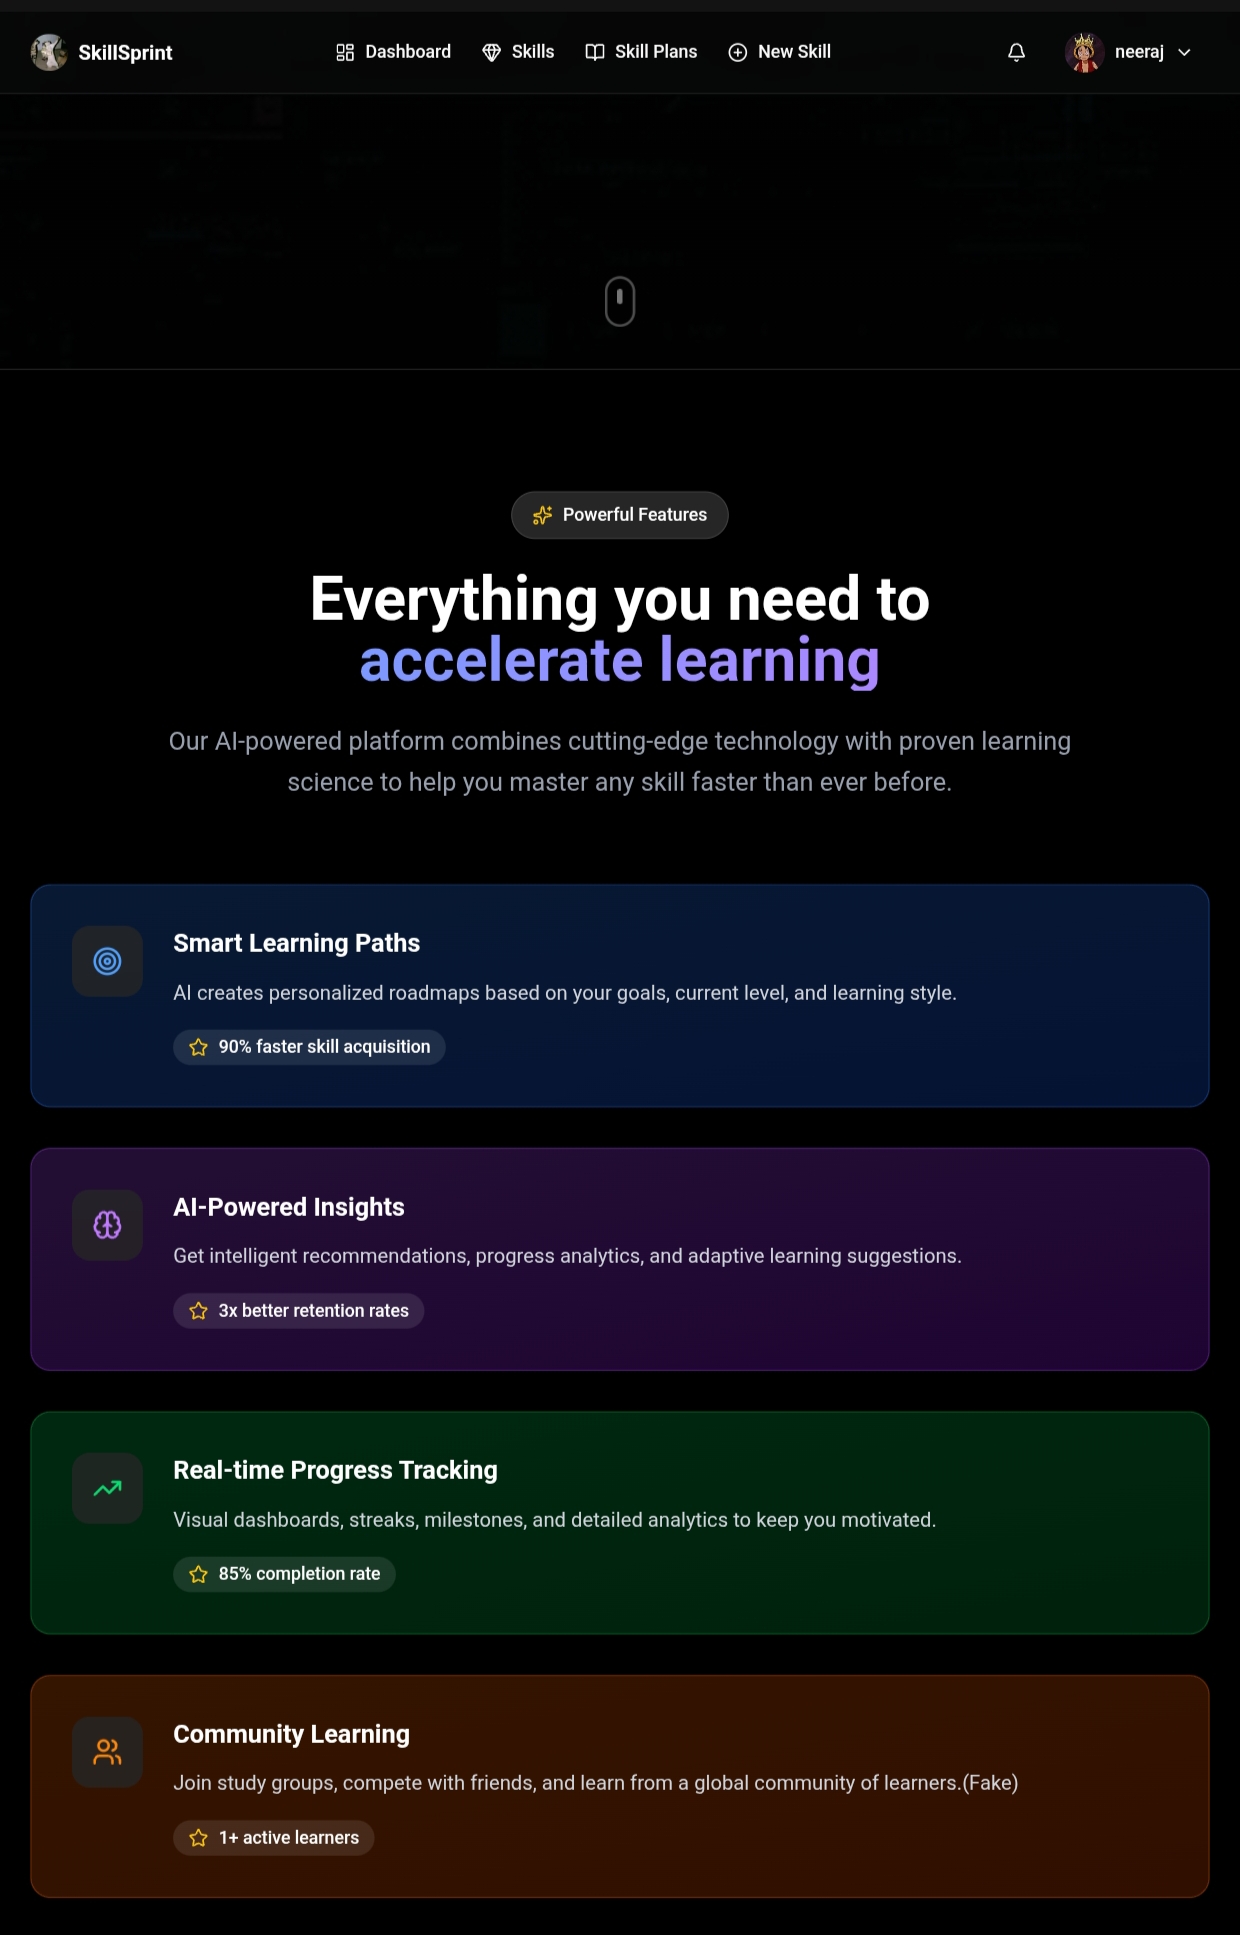 SkillSprint
Dashboard
Skills
Skill Plans
New Skill
neeraj
Powerful Features
Everything you need to
accelerate learning
Our AI-powered platform combines cutting-edge technology with proven learning
science to help you master any skill faster than ever before.
Smart Learning Paths
AI creates personalized roadmaps based on your goals, current level, and learning style.
90% faster skill acquisition
AI-Powered Insights
Get intelligent recommendations, progress analytics, and adaptive learning suggestions.
3x better retention rates
Real-time Progress Tracking
Visual dashboards, streaks, milestones, and detailed analytics to keep you motivated.
85% completion rate
Community Learning
Join study groups, compete with friends, and learn from a global community of learners.(Fake)
1+ active learners